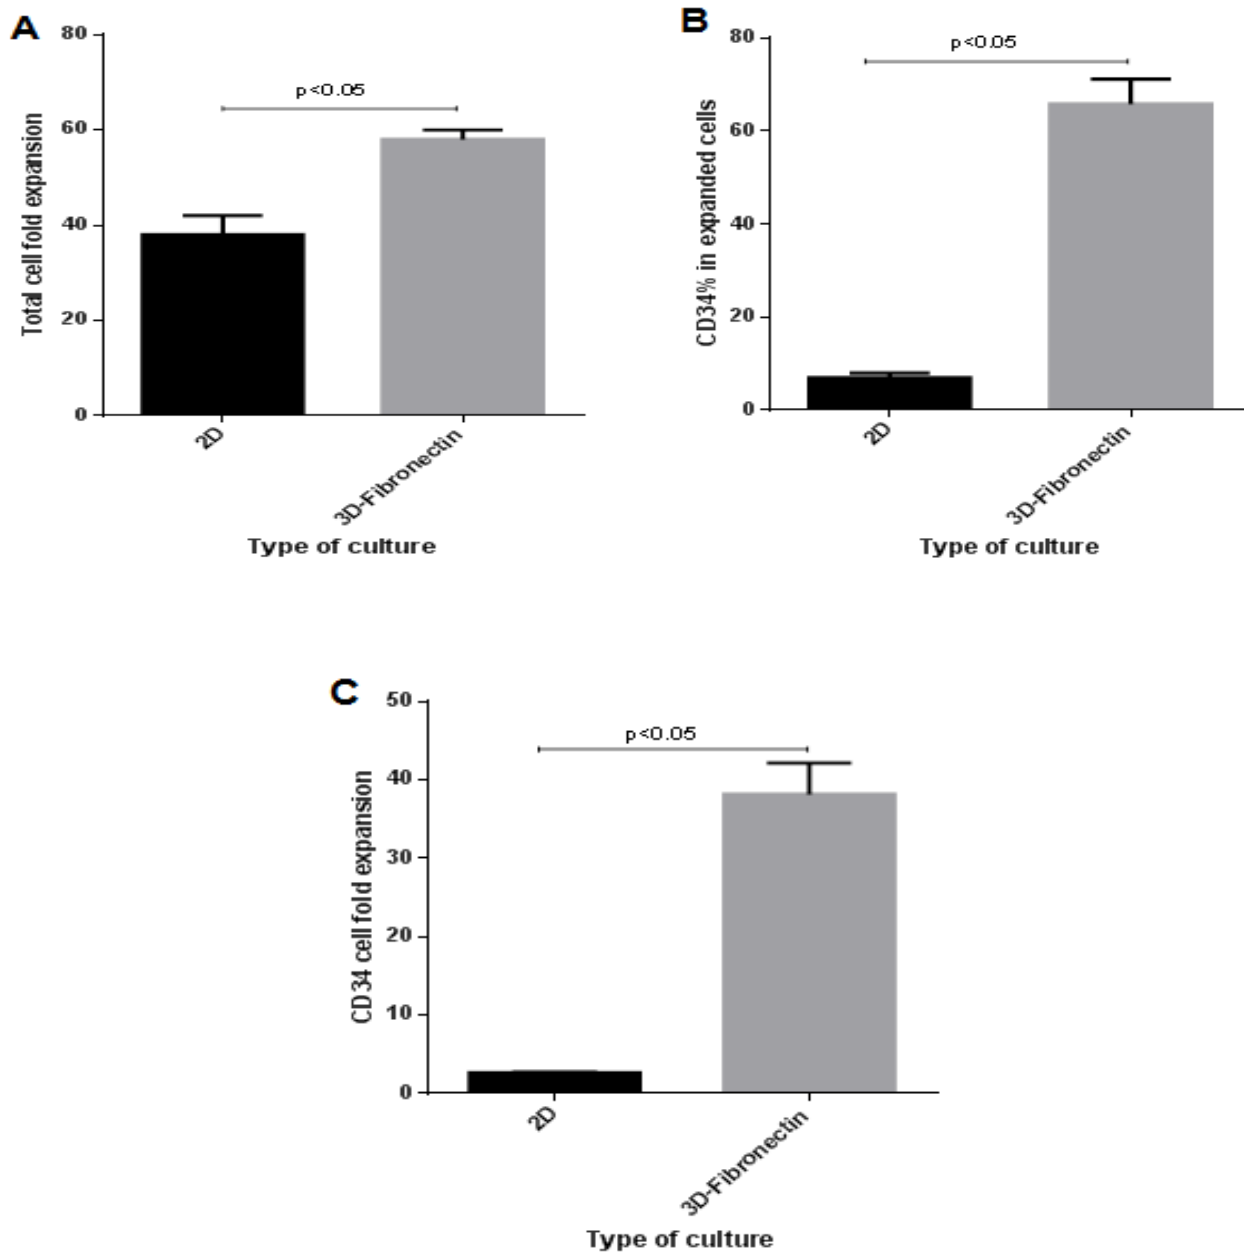 A
80
60
40
20
0
Total cell fold expansion
p<0.05
2D
3D-Fibronectin
Type of culture
B
80
60
40
20
0
CD34% in expanded cells
p<0.05
2D
3D-Fibronectin
Type of culture
C
50
40
30
20
10
0
CD34 cell fold expansion
p<0.05
2D
3D-Fibronectin
Type of culture